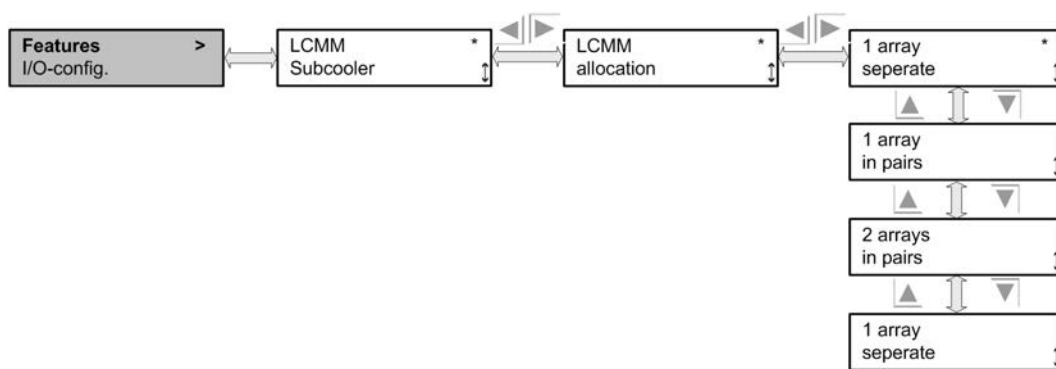 Features >
I/O-config.
LCMM *
Subcooler
LCMM *
allocation
1 array *
seperate
1 array
in pairs
2 arrays
in pairs
1 array
seperate